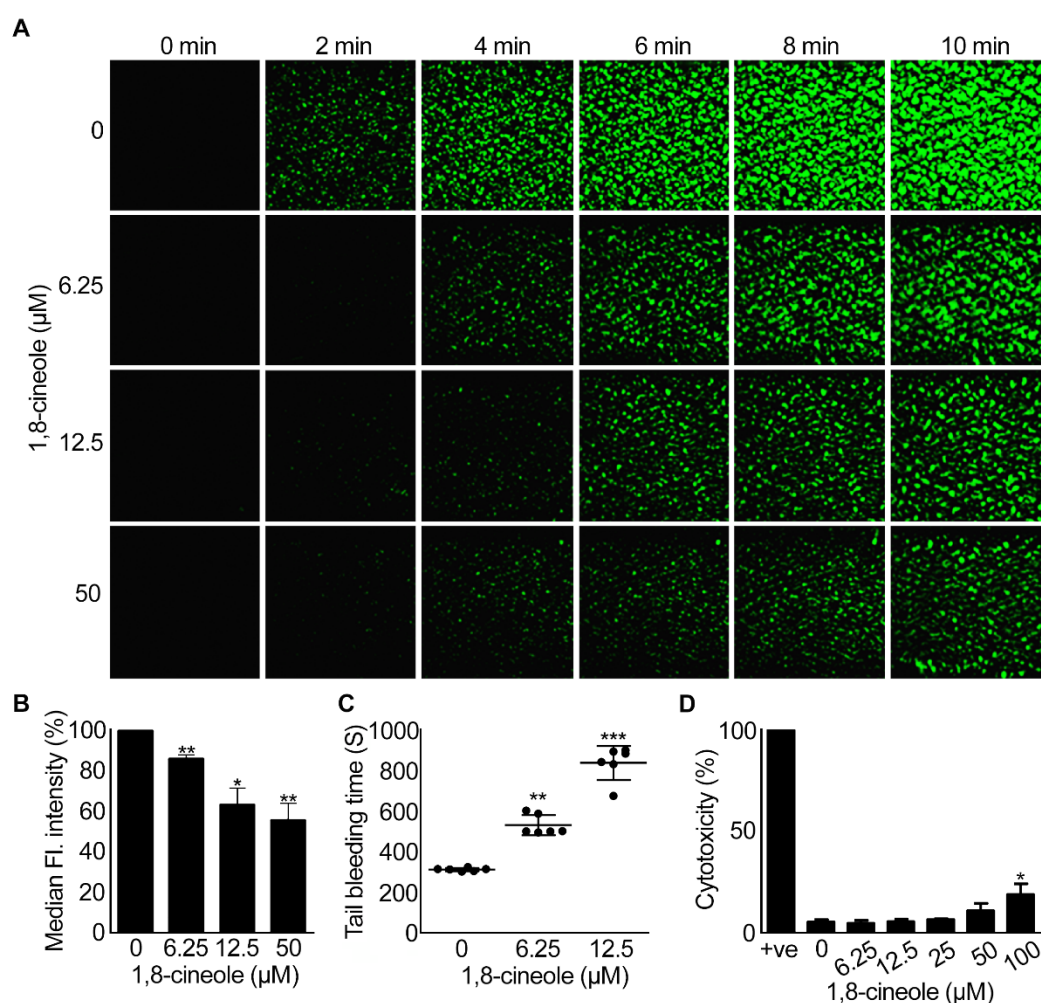 A
0 min 2 min 4 min 6 min 8 min 10 min
1,8-cineole (µM)
0
6.25
12.5
50
B
Median Fl. intensity (%)
100
80
60
40
20
0
** * **
0 6.25 12.5 50
1,8-cineole (µM)
C
Tail bleeding time (S)
1000
800
600
400
200
0
** ***
0 6.25 12.5
1,8-cineole (µM)
D
Cytotoxicity (%)
100
50
0
*
+ve 0 6.25 12.5 25 50 100
1,8-cineole (µM)